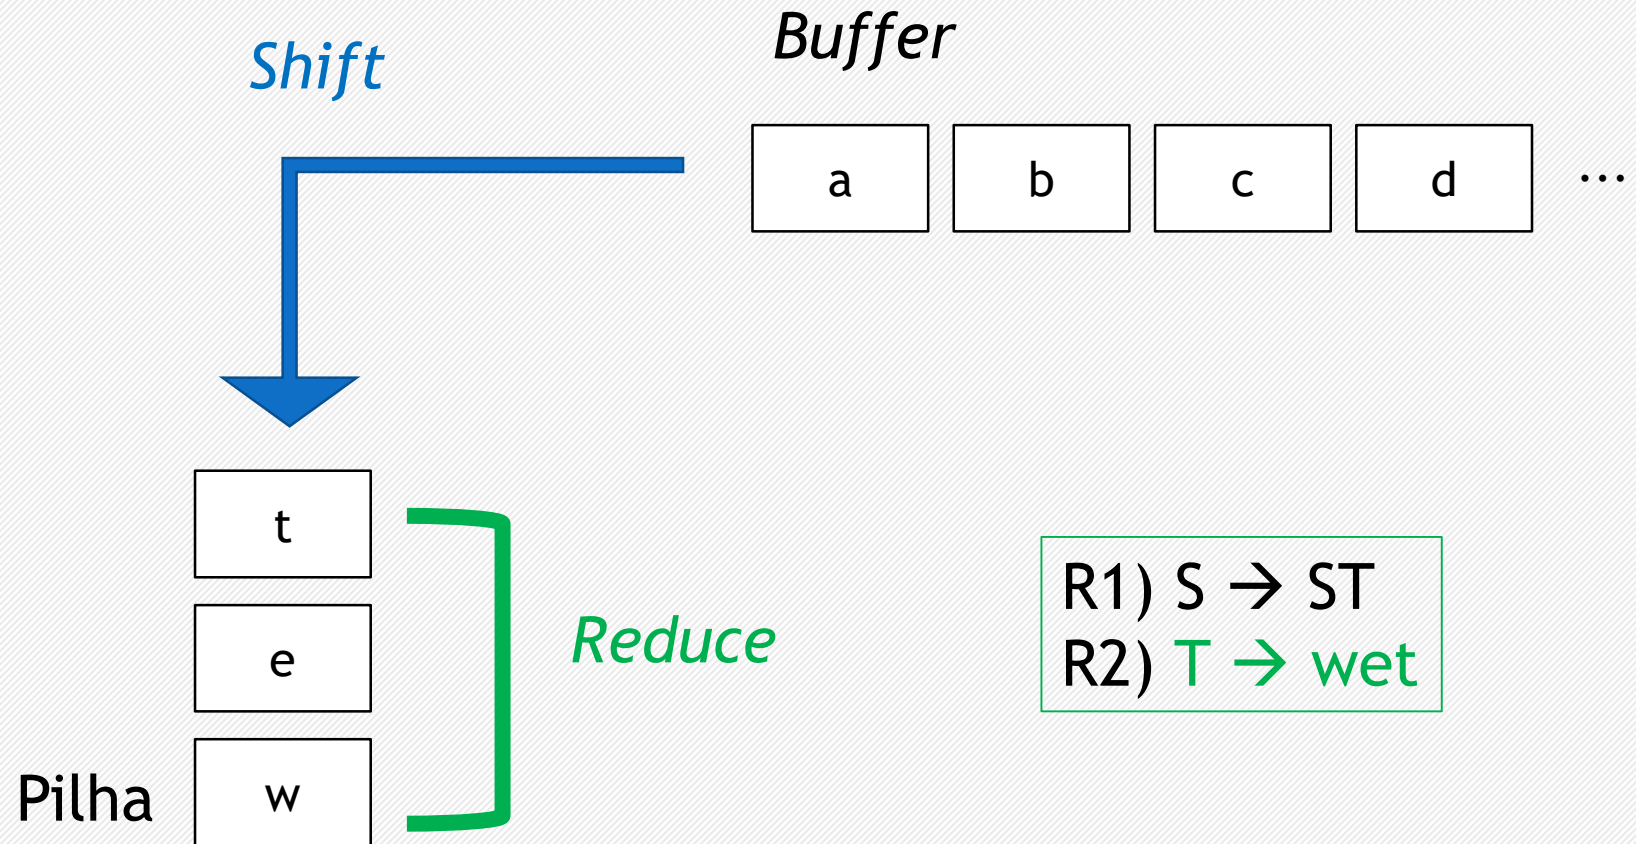 Buffer
Shift
a b c d ...
t
e
Reduce
w
Pilha
R1) S → ST
R2) T → wet